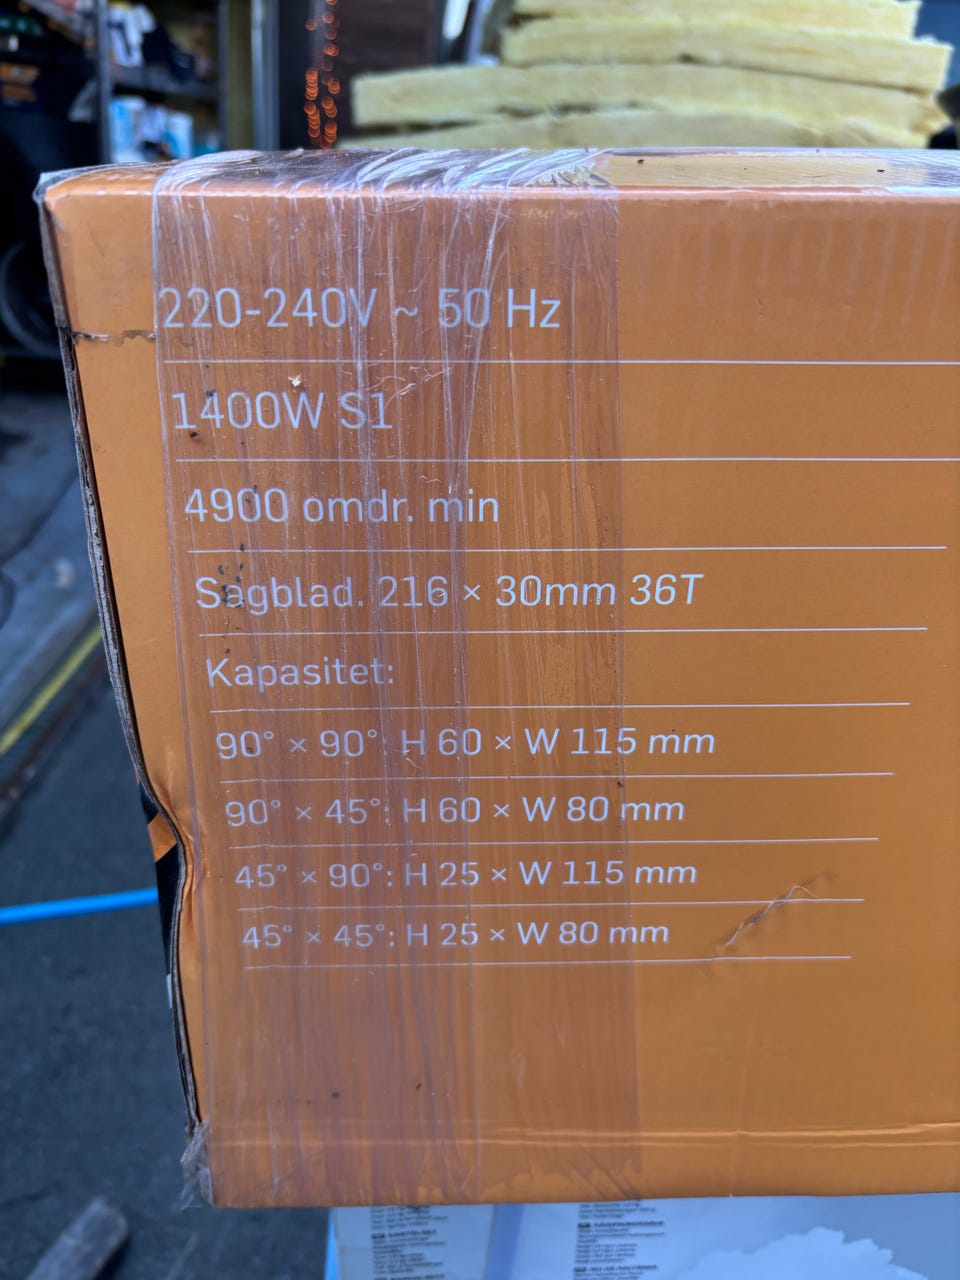 220-240V ~ 50 Hz
1400W S1
4900 omdr. min
Sagblad. 216 × 30mm 36T
Kapasitet:
90° × 90°: H 60 × W 115 mm
90° × 45°: H 60 × W 80 mm
45° × 90°: H 25 × W 115 mm
45° × 45°: H 25 × W 80 mm